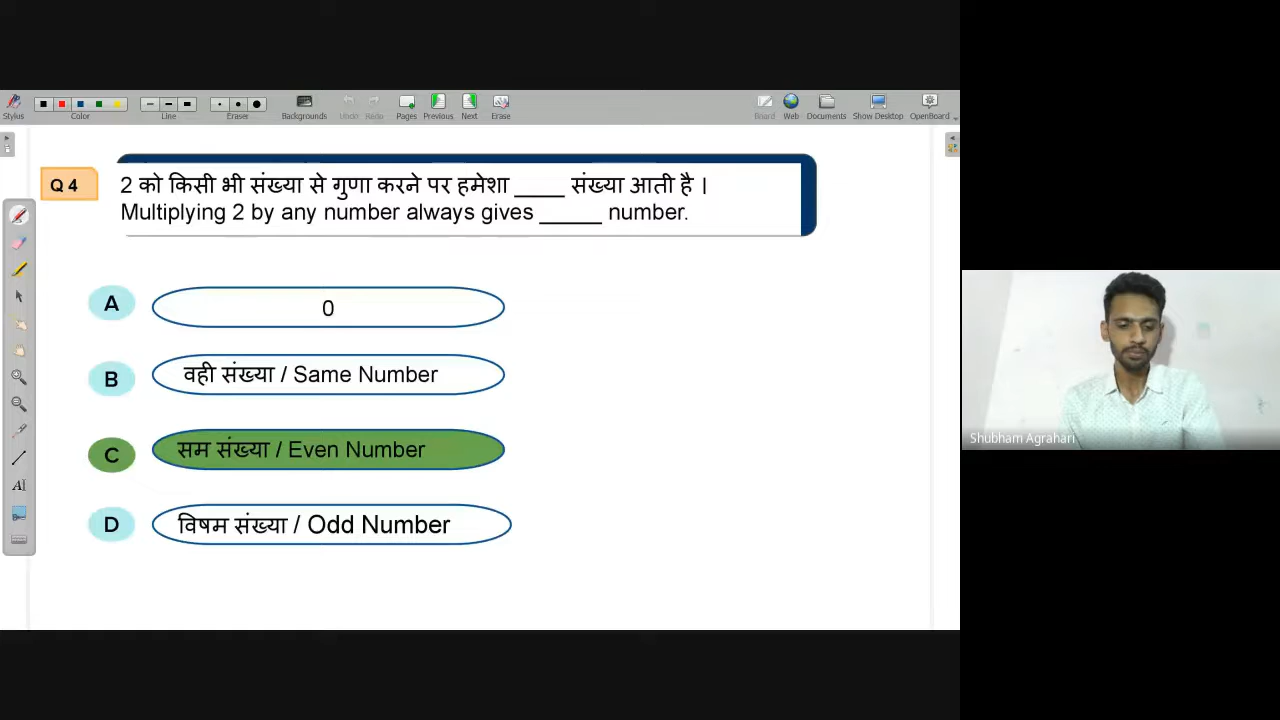 Stylus
Color
Line
Eraser
Backgrounds
Undo
Redo
Pages
Previous
Next
Erase
Board
Web
Documents
Show Desktop
OpenBoard
Q 4
2 को किसी भी संख्या से गुणा करने पर हमेशा ____ संख्या आती है ।
Multiplying 2 by any number always gives _____ number.
A
0
B
वही संख्या / Same Number
C
सम संख्या / Even Number
D
विषम संख्या / Odd Number
Shubham Agrahari